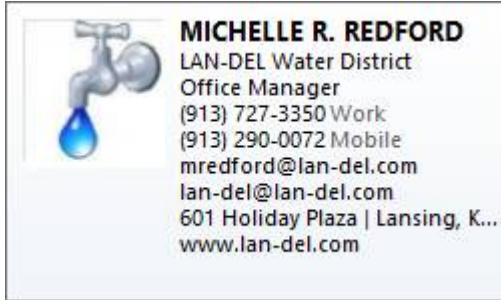 MICHELLE R. REDFORD
LAN-DEL Water District
Office Manager
(913) 727-3350 Work
(913) 290-0072 Mobile
mredford@lan-del.com
lan-del@lan-del.com
601 Holiday Plaza | Lansing, K...
www.lan-del.com